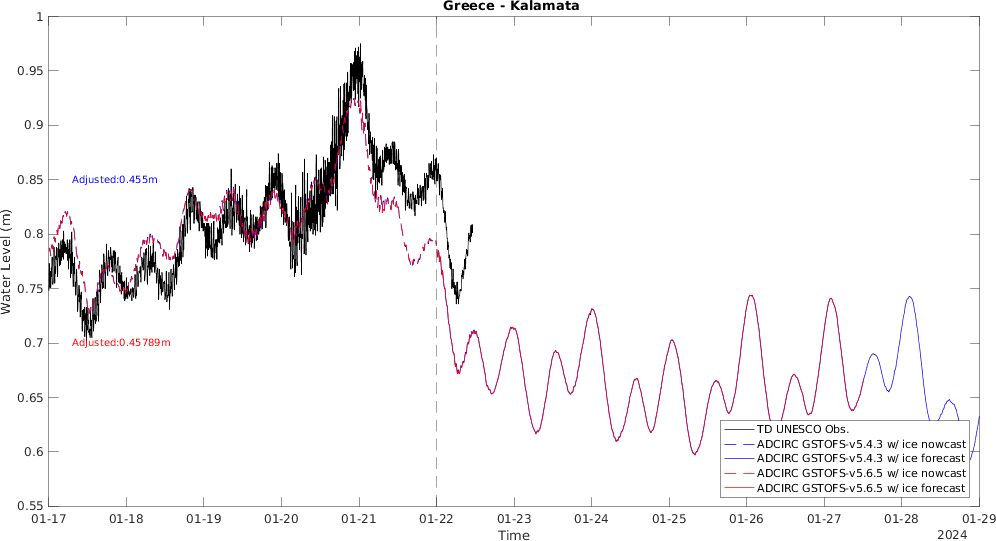 Greece - Kalamata
1
0.95
0.9
0.85
0.8
0.75
0.7
0.65
0.6
0.55
Water Level (m)
Adjusted:0.455m
Adjusted:0.45789m
TD UNESCO Obs.
ADCIRC GSTOFS-v5.4.3 w/ ice nowcast
ADCIRC GSTOFS-v5.4.3 w/ ice forecast
ADCIRC GSTOFS-v5.6.5 w/ ice nowcast
ADCIRC GSTOFS-v5.6.5 w/ ice forecast
01-17 01-18 01-19 01-20 01-21 01-22 01-23 01-24 01-25 01-26 01-27 01-28 01-29
Time
2024